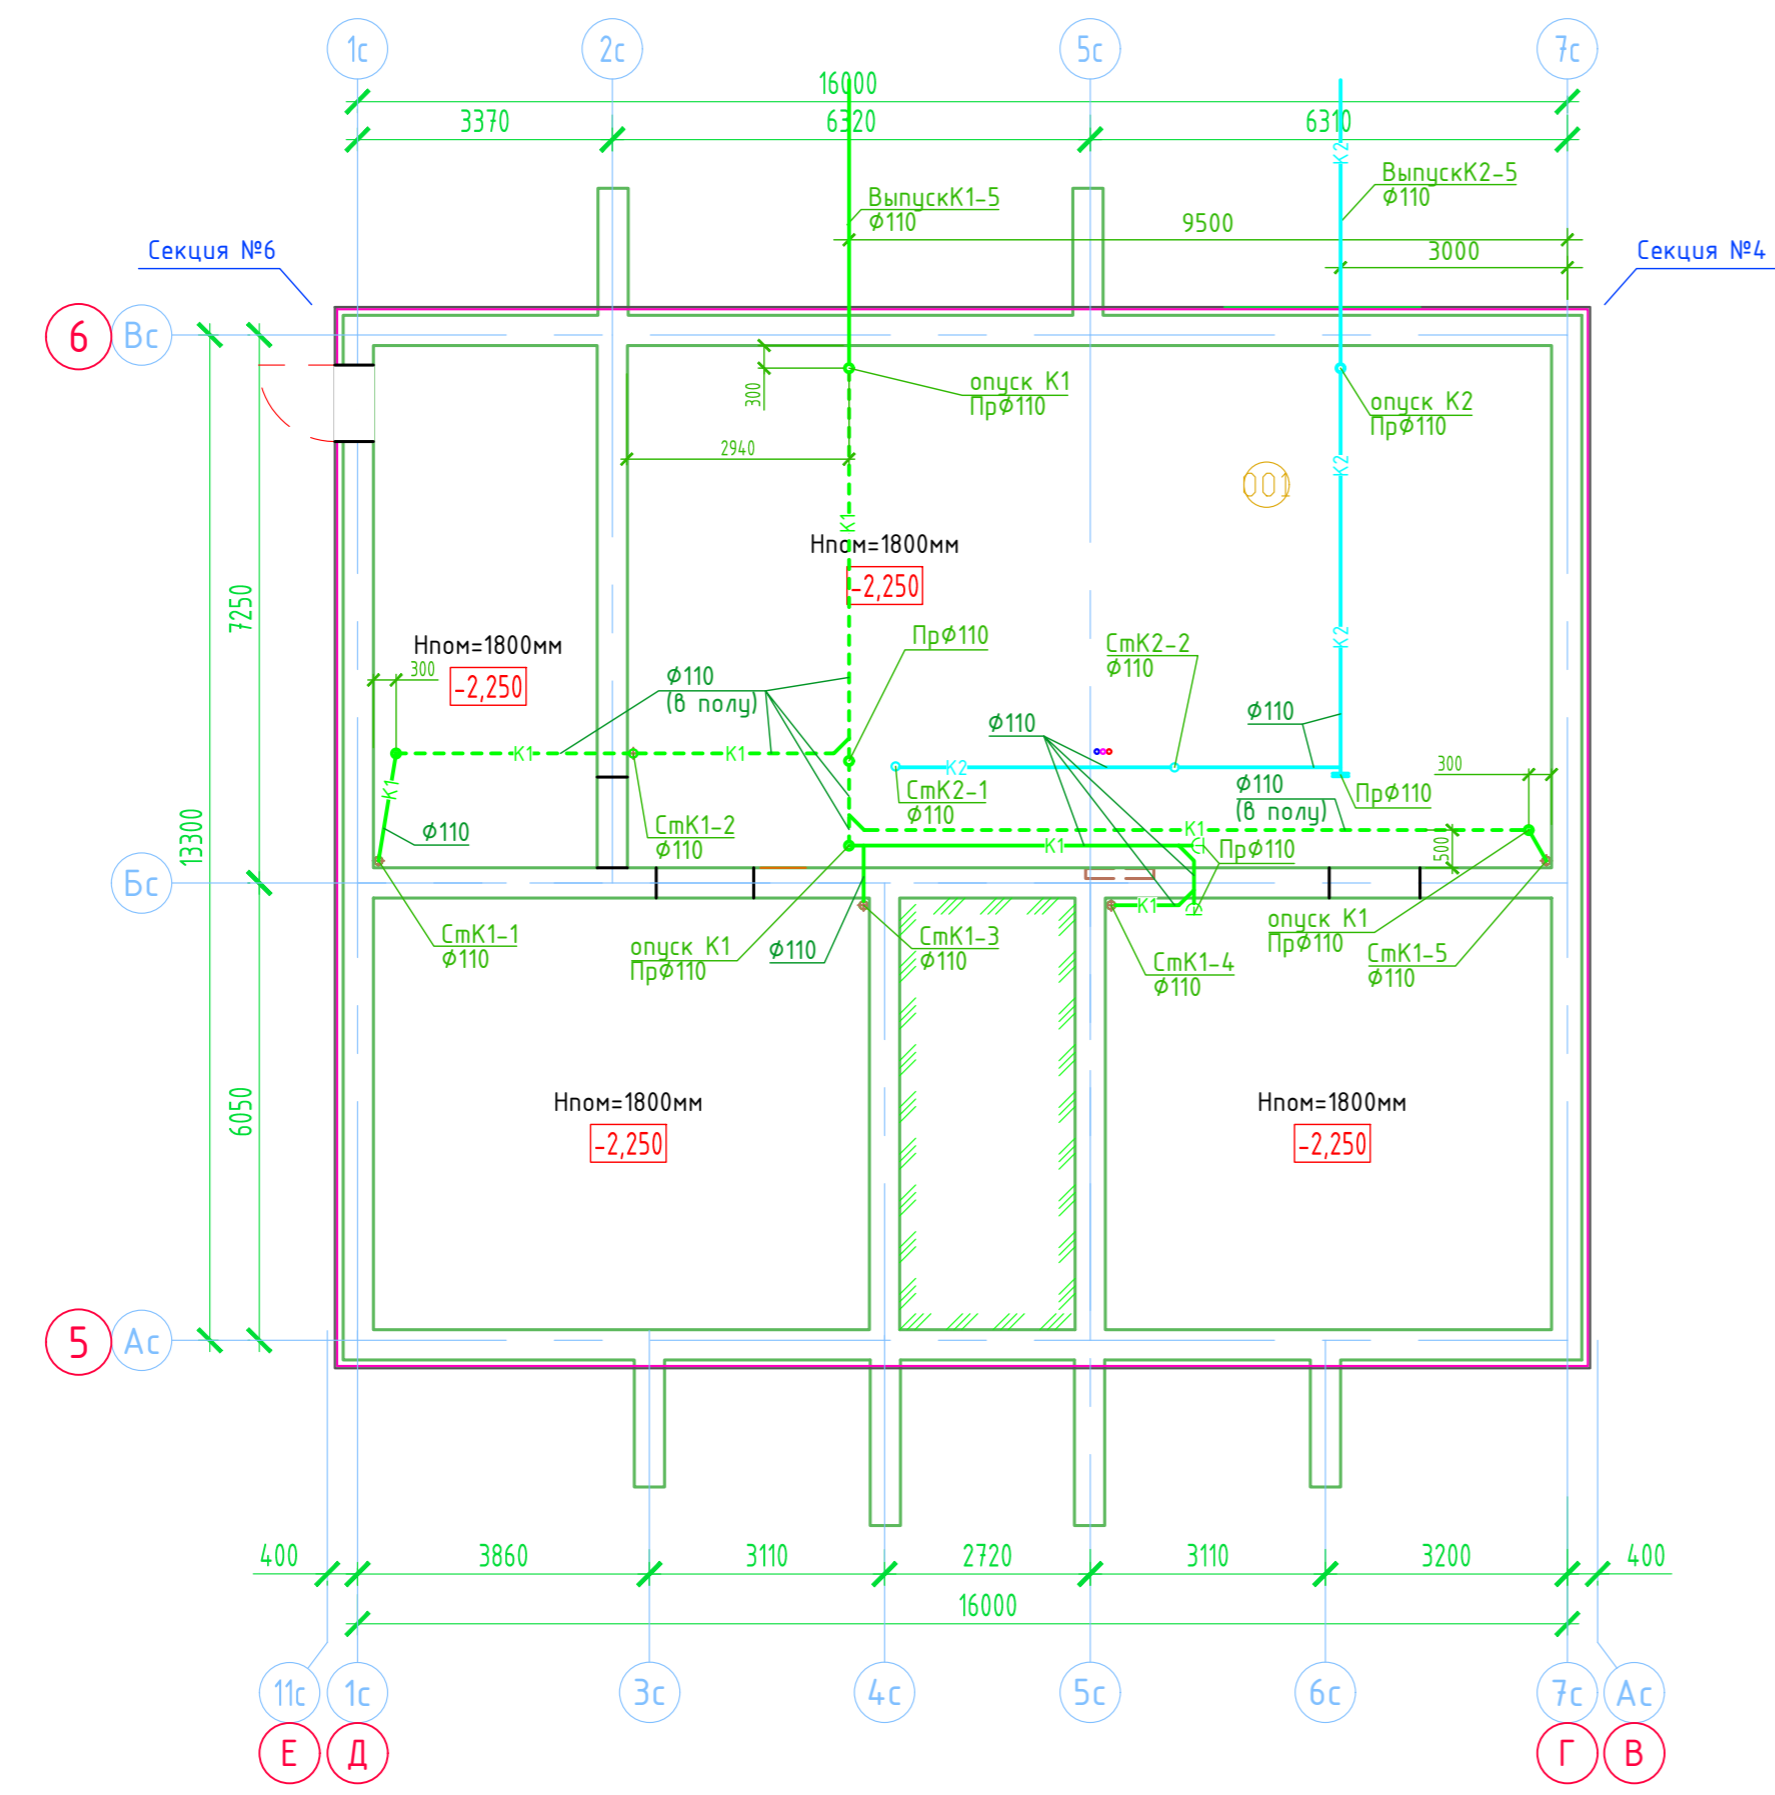 1с
2с
5с
7с
16000
3370
6320
6310
К2
ВыпускК1-5
Ф110
ВыпускК2-5
Ф110
9500
3000
Секция №6
Секция №4
6
Вс
300
опуск К1
ПрФ110
опуск К2
ПрФ110
2940
К2
001
К1
Нпом=1800мм
-2,250
7250
Нпом=1800мм
300
-2,250
Ф110
(в полу)
ПрФ110
СтК2-2
Ф110
К2
Ф110
Ф110
К1
К1
К2
300
К1
СтК2-1
Ф110
Ф110
(в полу)
ПрФ110
13300
Ф110
СтК1-2
Ф110
К1
К1
500
ПрФ110
Бс
К1
СтК1-1
Ф110
опуск К1
ПрФ110
Ф110
СтК1-3
Ф110
СтК1-4
Ф110
опуск К1
ПрФ110
СтК1-5
Ф110
6050
Нпом=1800мм
-2,250
Нпом=1800мм
-2,250
5
Ас
400
3860
3110
2720
3110
3200
400
16000
11с
1с
3с
4с
5с
6с
7с
Ас
Е
Д
Г
В